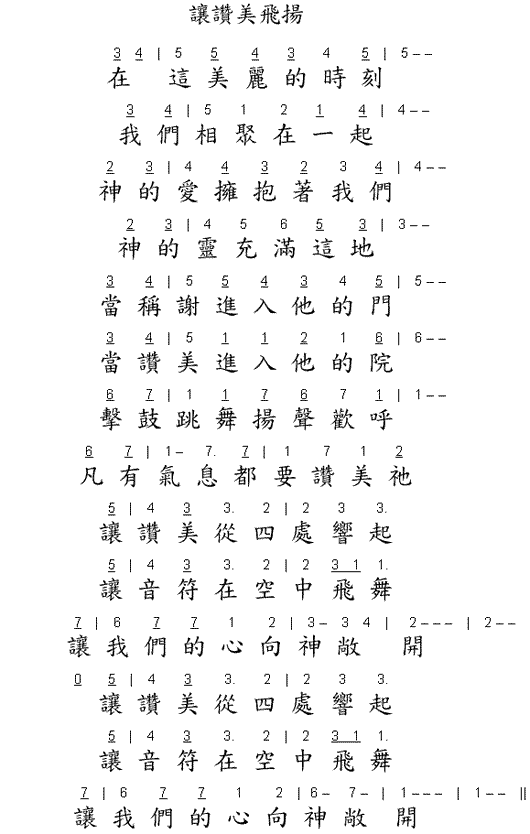 讓讚美飛揚
3 4 | 5 5 4 3 4 5 | 5 - -
在 這 美 麗 的 時 刻
3 4 | 5 1 2 1 4 | 4 - -
我 們 相 聚 在 一 起
2 3 | 4 4 3 2 3 4 | 4 - -
神 的 愛 擁 抱 著 我 們
2 3 | 4 5 6 5 3 | 3 - -
神 的 靈 充 滿 這 地
3 4 | 5 5 4 3 4 5 | 5 - -
當 稱 謝 進 入 他 的 門
3 4 | 5 1 1 2 1 6 | 6 - -
當 讚 美 進 入 他 的 院
6 7 | 1 1 7 6 7 1 | 1 - -
擊 鼓 跳 舞 揚 聲 歡 呼
6 7 | 1 - 7. 7 | 1 7 1 2
凡 有 氣 息 都 要 讚 美 祂
5 | 4 3 3. 2 | 2 3 3.
讓 讚 美 從 四 處 響 起
5 | 4 3 3. 2 | 2 3 1 1.
讓 音 符 在 空 中 飛 舞
7 | 6 7 7 1 2 | 3 - 3 4 | 2 - - - | 2 - -
讓 我 們 的 心 向 神 敞 開
0 5 | 4 3 3. 2 | 2 3 3.
讓 讚 美 從 四 處 響 起
5 | 4 3 3. 2 | 2 3 1 1.
讓 音 符 在 空 中 飛 舞
7 | 6 7 7 1 2 | 6 - 7 - | 1 - - - | 1 - - ||
讓 我 們 的 心 向 神 敞 開